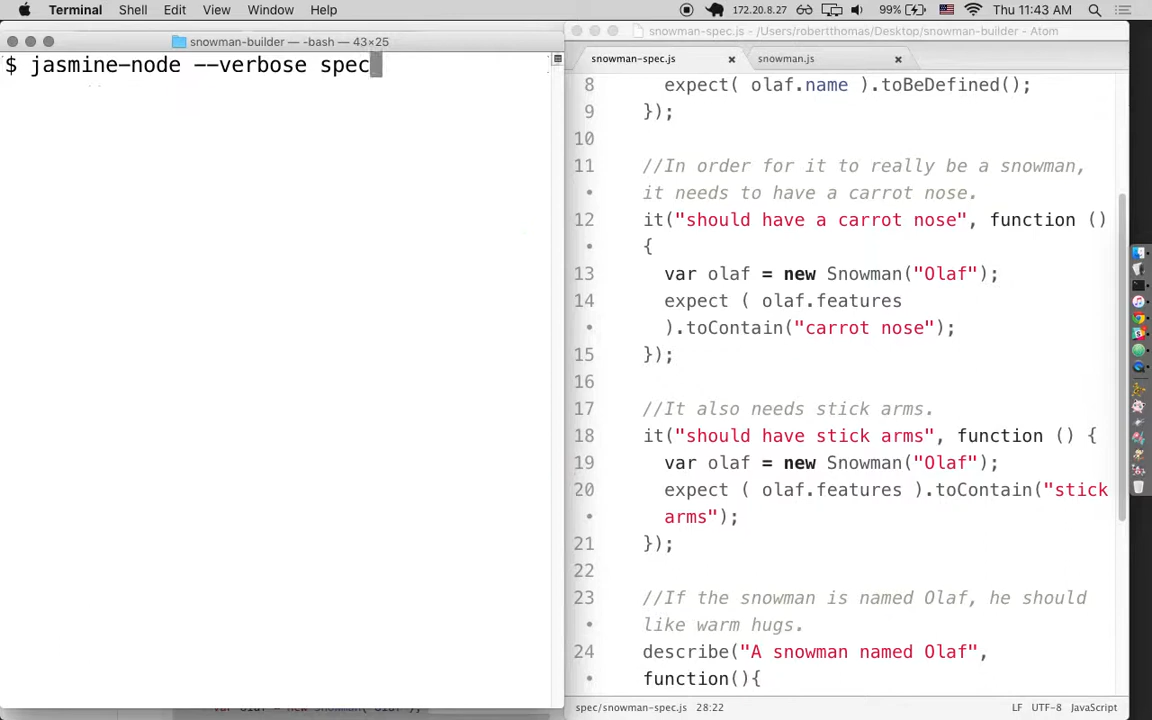 Terminal Shell Edit View Window Help 172.20.8.27 99% Thu 11:43 AM
snowman-builder — -bash — 43×25
$ jasmine-node --verbose spec
snowman-spec.js - /Users/robertthomas/Desktop/snowman-builder - Atom
snowman-spec.js snowman.js
8 expect( olaf.name ).toBeDefined();
9 });
10
11 //In order for it to really be a snowman,
• it needs to have a carrot nose.
12 it("should have a carrot nose", function ()
• {
13 var olaf = new Snowman("Olaf");
14 expect ( olaf.features
• ).toContain("carrot nose");
15 });
16
17 //It also needs stick arms.
18 it("should have stick arms", function () {
19 var olaf = new Snowman("Olaf");
20 expect ( olaf.features ).toContain("stick
• arms");
21 });
22
23 //If the snowman is named Olaf, he should
• like warm hugs.
24 describe("A snowman named Olaf",
• function(){
spec/snowman-spec.js 28:22 LF UTF-8 JavaScript